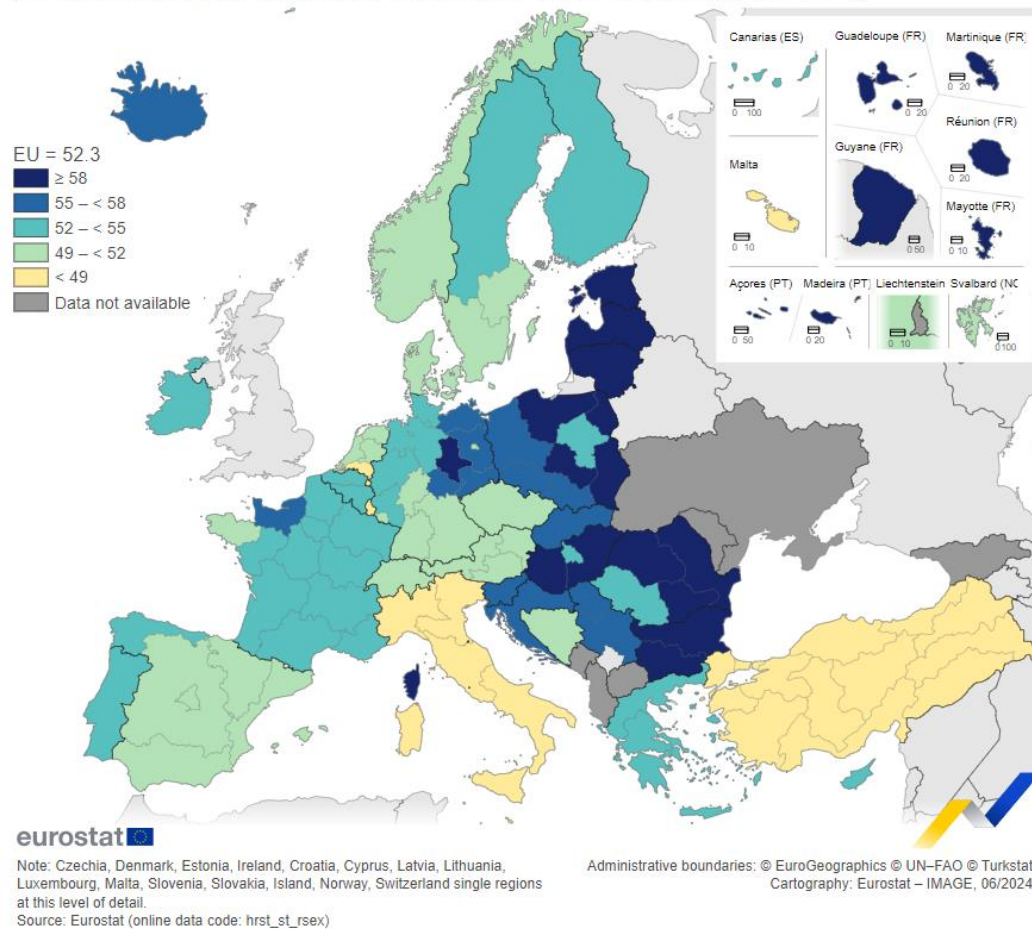 EU = 52.3
≥ 58
55 – < 58
52 – < 55
49 – < 52
< 49
Data not available
Canarias (ES)
0 100
Guadeloupe (FR)
0 20
Martinique (FR
0 20
Réunion (FR)
0 20
Guyane (FR)
0 50
Malta
0 10
Mayotte (FR)
0 10
Açores (PT)
0 50
Madeira (PT)
0 20
Liechtenstein
0 10
Svalbard (NO
0 100
eurostat
Note: Czechia, Denmark, Estonia, Ireland, Croatia, Cyprus, Latvia, Lithuania,
Luxembourg, Malta, Slovenia, Slovakia, Island, Norway, Switzerland single regions
at this level of detail.
Source: Eurostat (online data code: hrst_st_rsex)
Administrative boundaries: © EuroGeographics © UN–FAO © Turkstat
Cartography: Eurostat – IMAGE, 06/2024